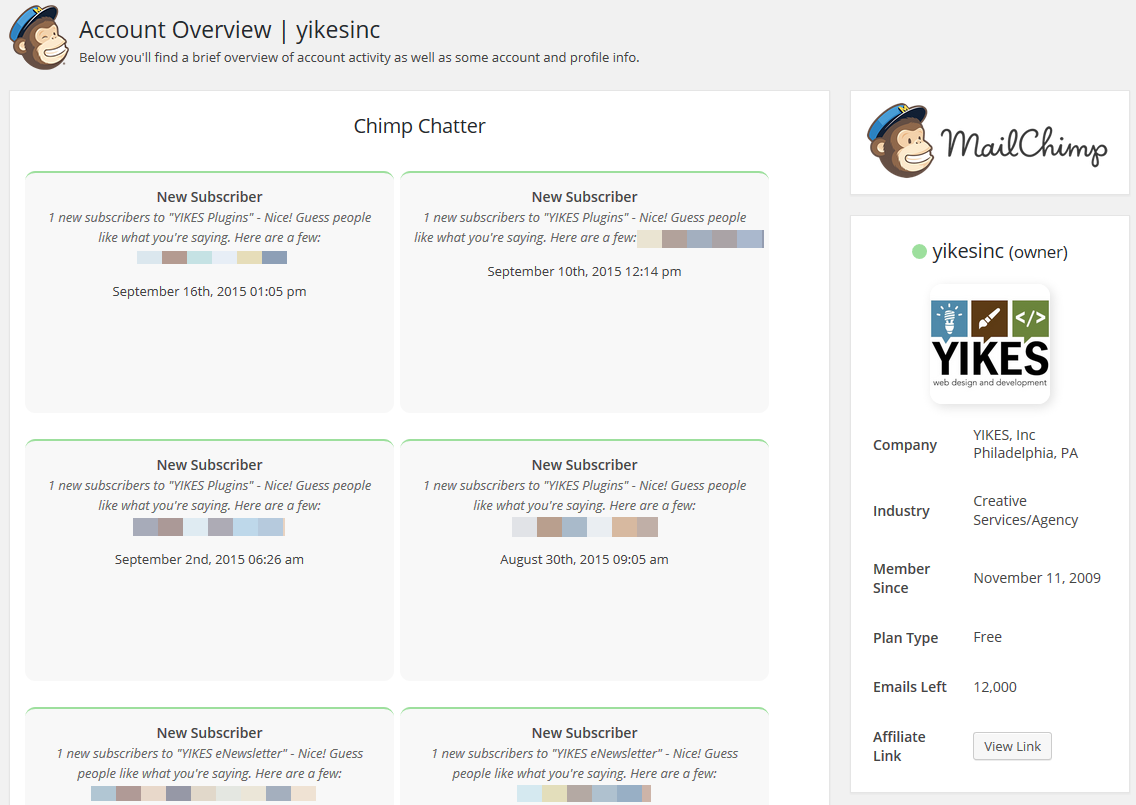 Account Overview | yikesinc
Below you'll find a brief overview of account activity as well as some account and profile info.
Chimp Chatter
New Subscriber
1 new subscribers to "YIKES Plugins" - Nice! Guess people
like what you're saying. Here are a few:
September 16th, 2015 01:05 pm
New Subscriber
1 new subscribers to "YIKES Plugins" - Nice! Guess people
like what you're saying. Here are a few:
September 10th, 2015 12:14 pm
New Subscriber
1 new subscribers to "YIKES Plugins" - Nice! Guess people
like what you're saying. Here are a few:
September 2nd, 2015 06:26 am
New Subscriber
1 new subscribers to "YIKES Plugins" - Nice! Guess people
like what you're saying. Here are a few:
August 30th, 2015 09:05 am
New Subscriber
1 new subscribers to "YIKES eNewsletter" - Nice! Guess
people like what you're saying. Here are a few:
New Subscriber
1 new subscribers to "YIKES eNewsletter" - Nice! Guess
people like what you're saying. Here are a few:
MailChimp
yikesinc (owner)
</>
YIKES
web design and development
Company
YIKES, Inc
Philadelphia, PA
Industry
Creative
Services/Agency
Member
Since
November 11, 2009
Plan Type
Free
Emails Left
12,000
Affiliate
Link
View Link